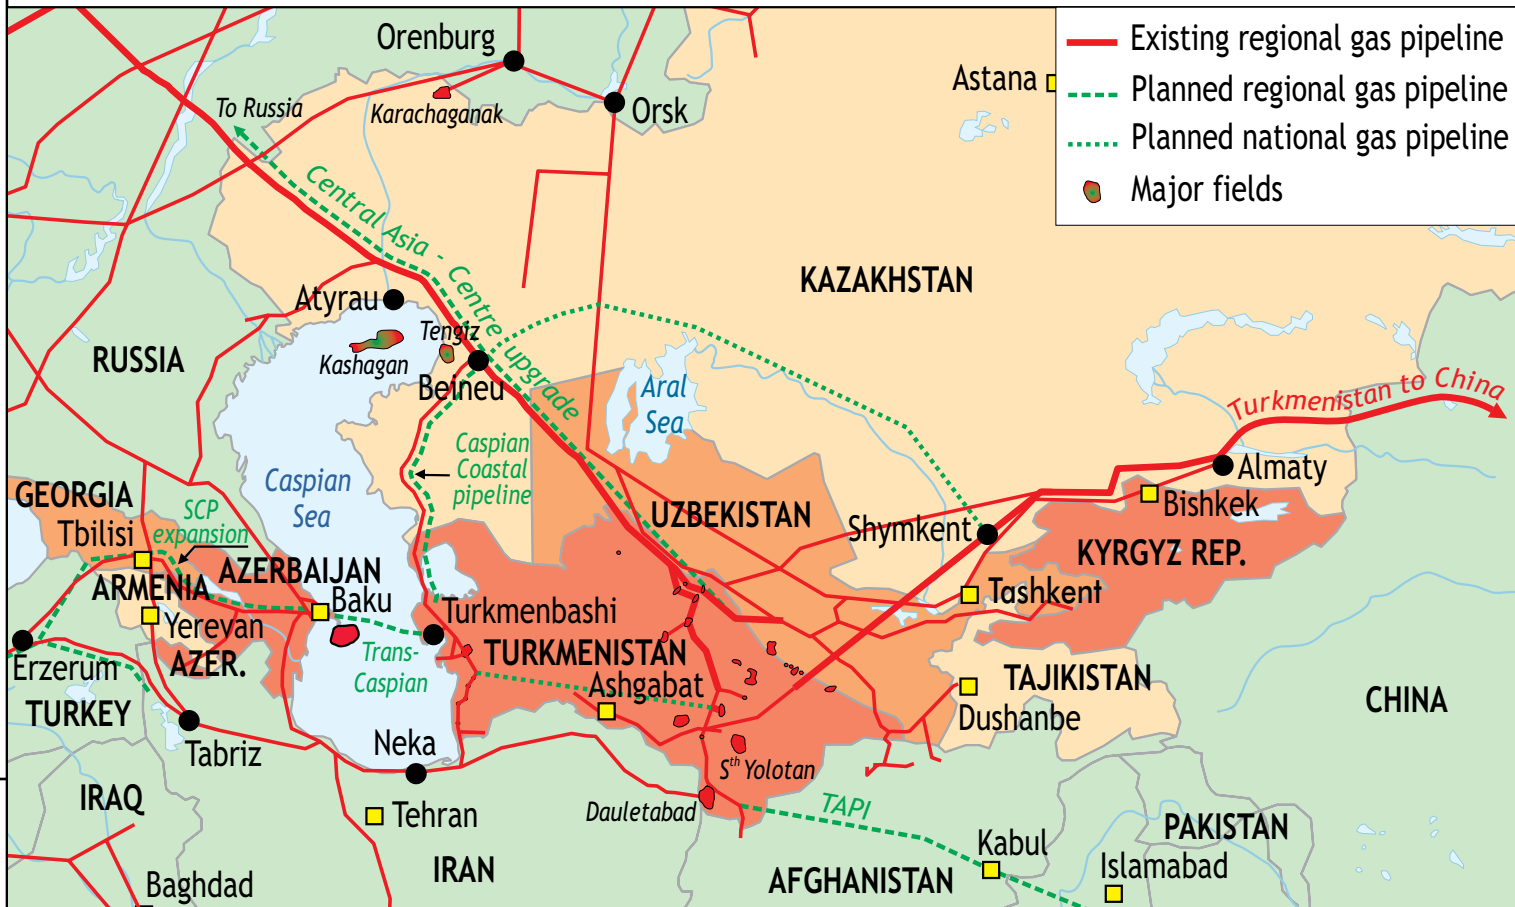 Existing regional gas pipeline
Planned regional gas pipeline
Planned national gas pipeline
Major fields
Orenburg
Astana
Karachaganak
To Russia
Orsk
Central Asia - Centre upgrade
KAZAKHSTAN
Atyrau
Tengiz
Kashagan
RUSSIA
Beineu
Aral
Sea
Turkmenistan to China
Caspian
Coastal
pipeline
Almaty
Caspian
Sea
GEORGIA
SCP
expansion
Tbilisi
UZBEKISTAN
Bishkek
Shymkent
KYRGYZ REP.
ARMENIA
AZERBAIJAN
Baku
Tashkent
Turkmenbashi
Yerevan
Trans-
Caspian
TURKMENISTAN
AZER.
Erzerum
Ashgabat
TAJIKISTAN
Dushanbe
CHINA
TURKEY
Tabriz
Neka
Sth Yolotan
IRAQ
Tehran
Dauletabad
TAPI
Kabul
PAKISTAN
IRAN
Islamabad
AFGHANISTAN
Baghdad